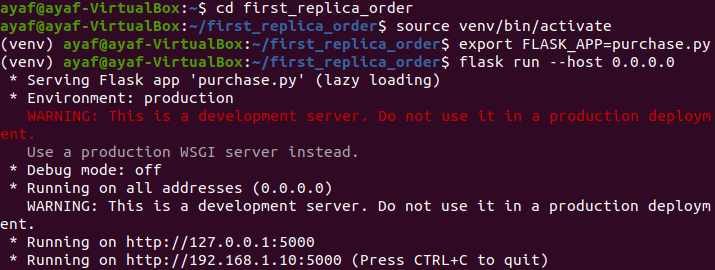 ayaf@ayaf-VirtualBox:~$ cd first_replica_order
ayaf@ayaf-VirtualBox:~/first_replica_order$ source venv/bin/activate
(venv) ayaf@ayaf-VirtualBox:~/first_replica_order$ export FLASK_APP=purchase.py
(venv) ayaf@ayaf-VirtualBox:~/first_replica_order$ flask run --host 0.0.0.0
 * Serving Flask app 'purchase.py' (lazy loading)
 * Environment: production
   WARNING: This is a development server. Do not use it in a production deploym
ent.
   Use a production WSGI server instead.
 * Debug mode: off
 * Running on all addresses (0.0.0.0)
   WARNING: This is a development server. Do not use it in a production deploym
ent.
 * Running on http://127.0.0.1:5000
 * Running on http://192.168.1.10:5000 (Press CTRL+C to quit)